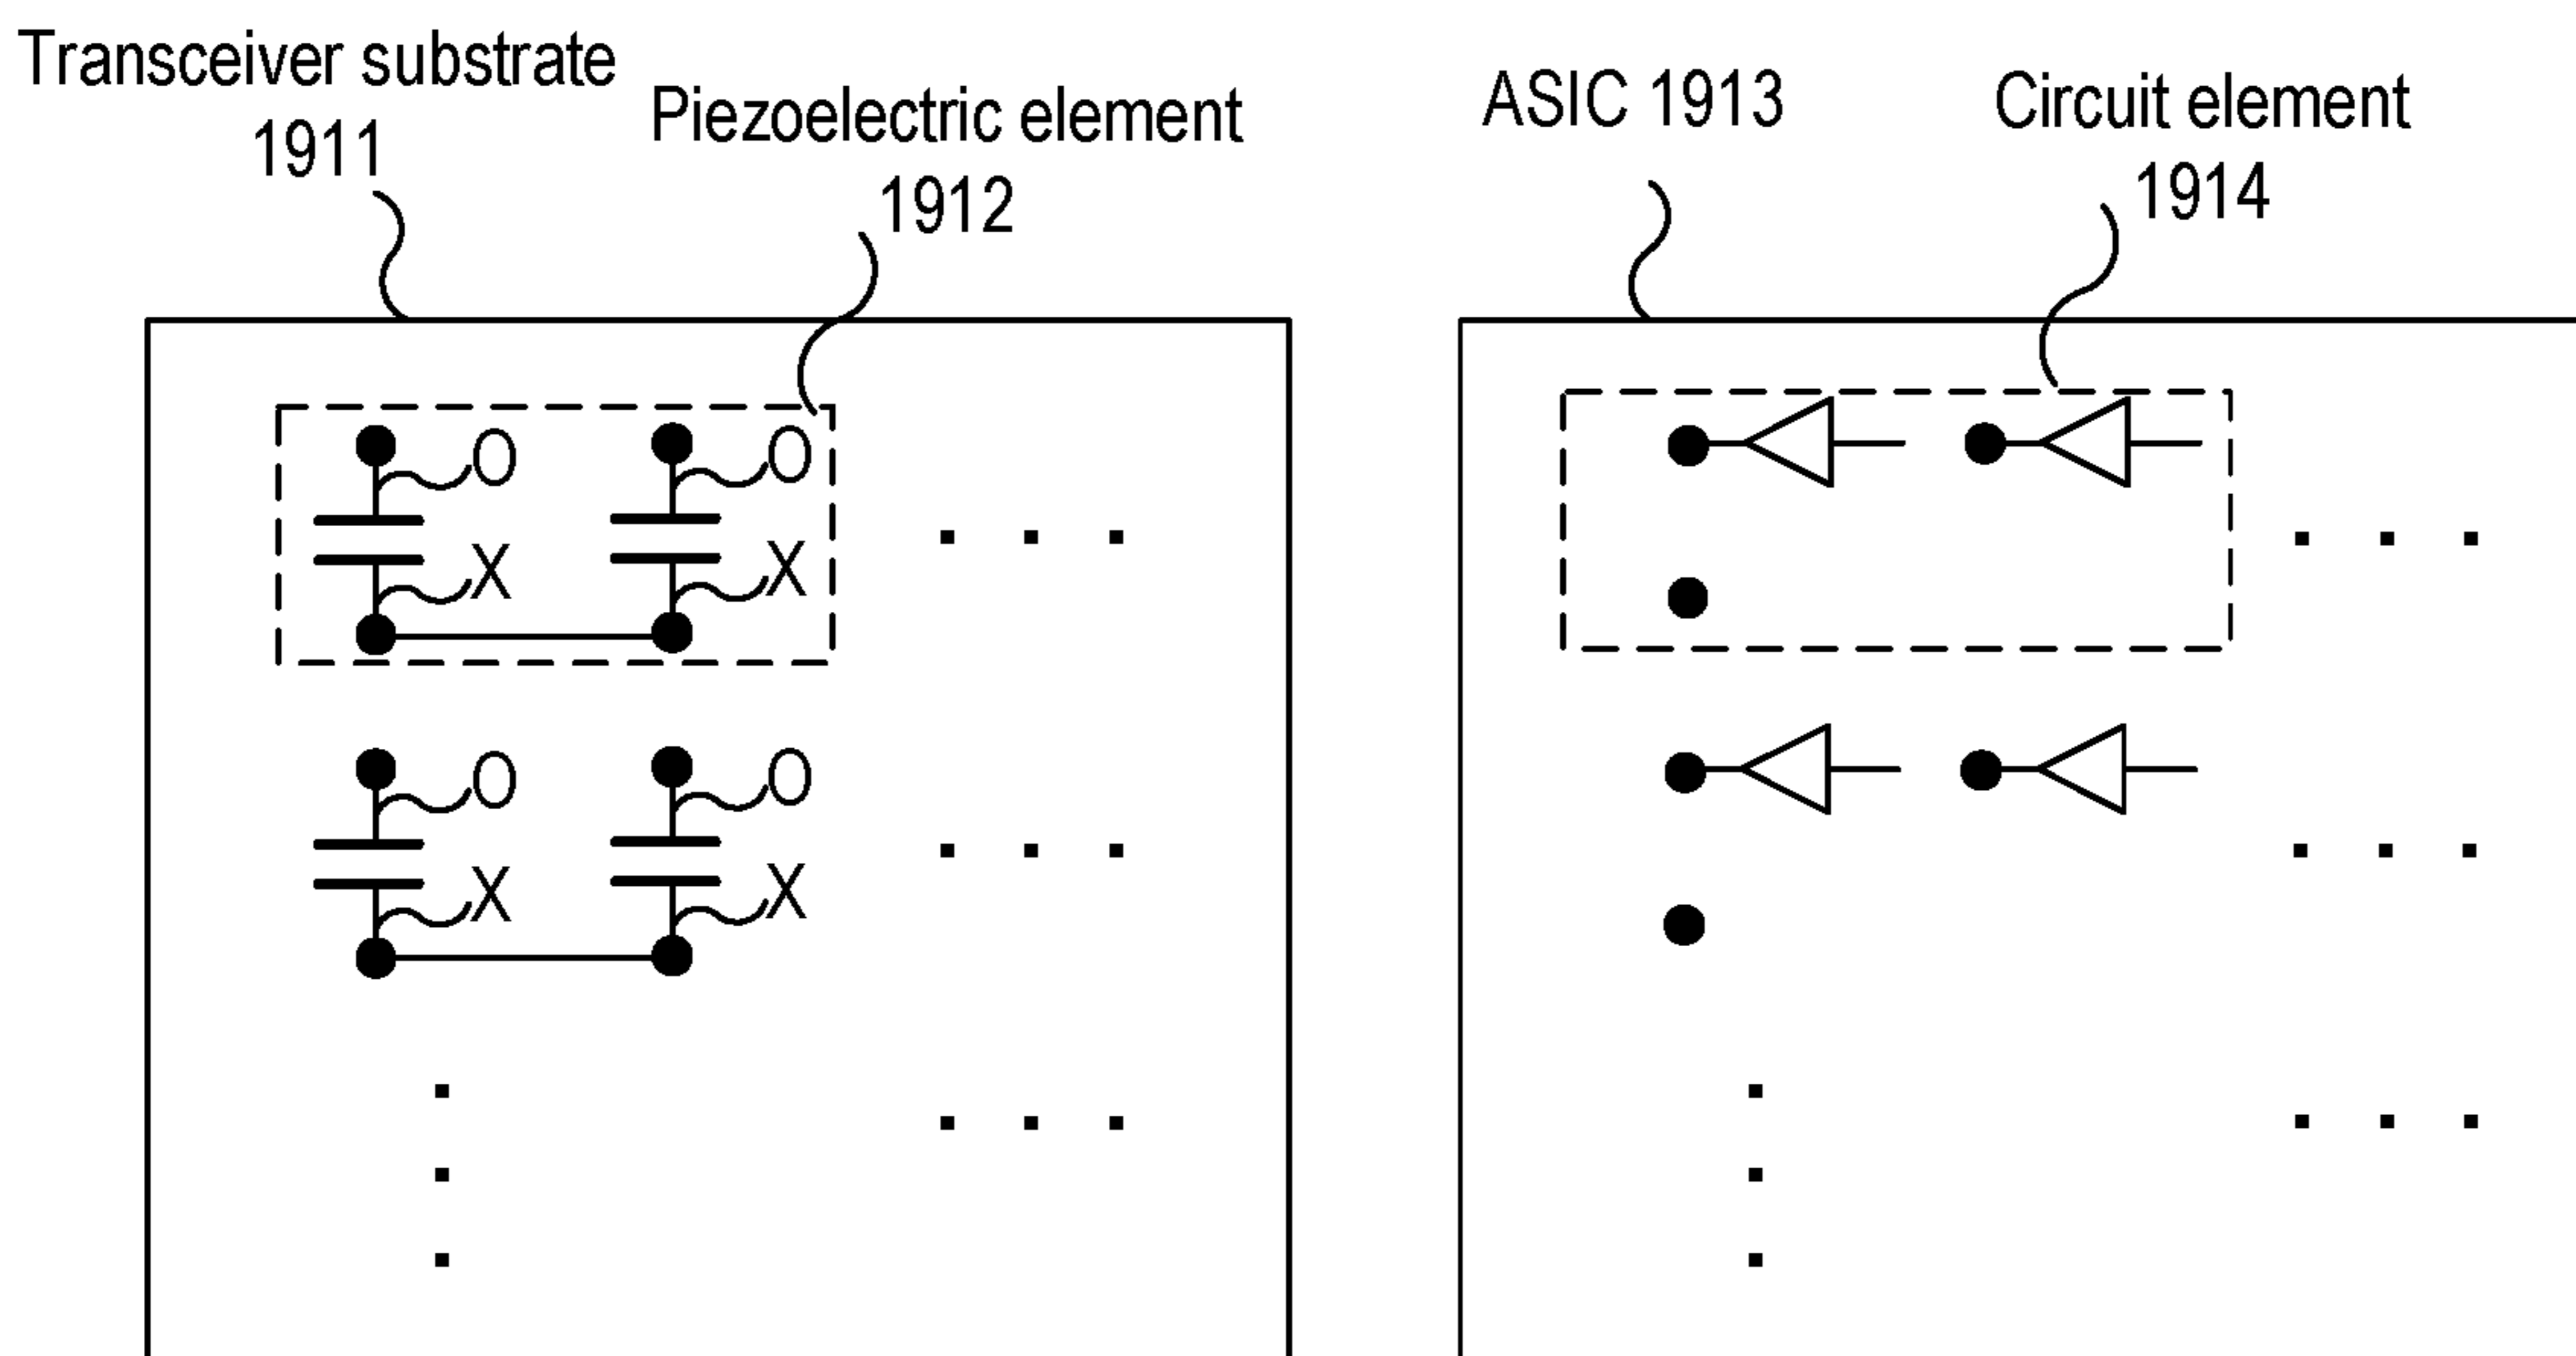 Transceiver substrate
1911
Piezoelectric element
1912
ASIC 1913
Circuit element
1914
O O
X X
O O
X X